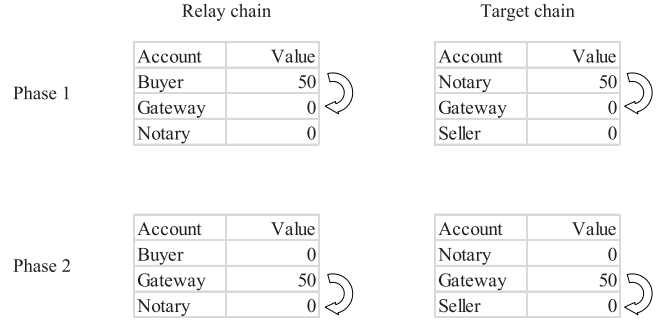 Relay chain Target chain
Account Value Account Value
Phase 1 Buyer 50 Notary 50
Gateway 0 Gateway 0
Notary 0 Seller 0
Account Value Account Value
Buyer 0 Notary 0
Phase 2 Gateway 50 Gateway 50
Notary 0 Seller 0